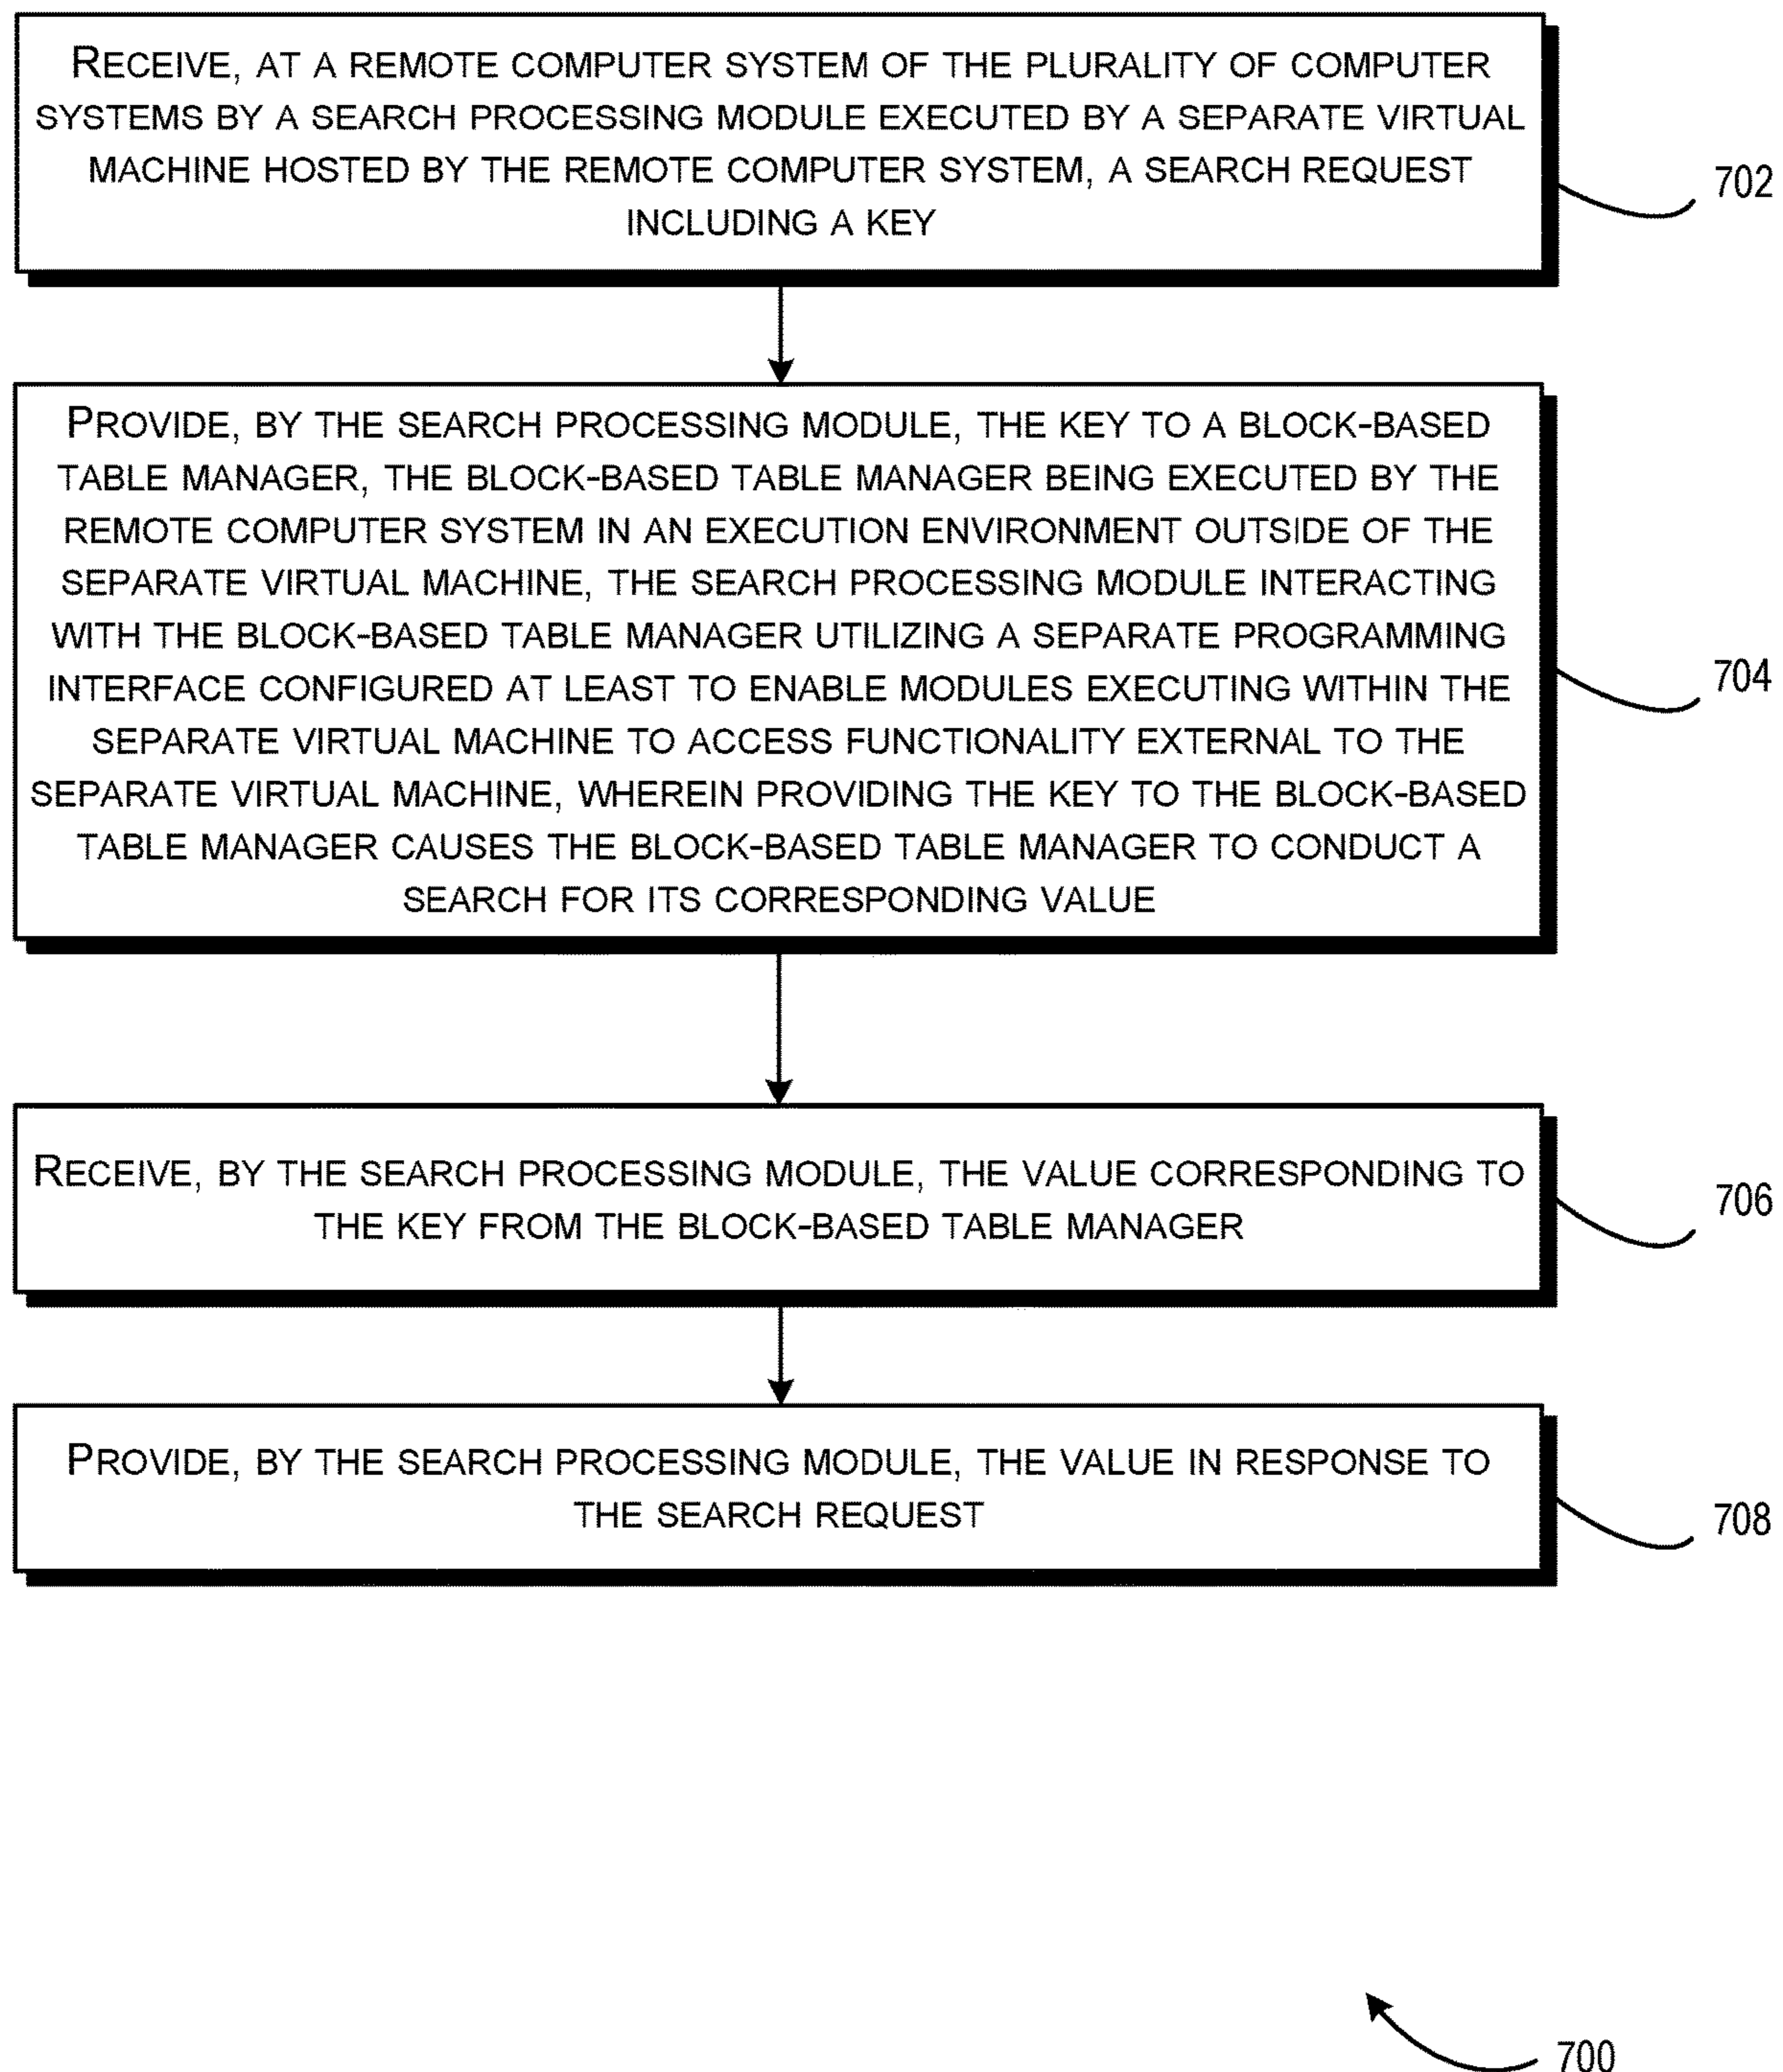 RECEIVE, AT A REMOTE COMPUTER SYSTEM OF THE PLURALITY OF COMPUTER
SYSTEMS BY A SEARCH PROCESSING MODULE EXECUTED BY A SEPARATE VIRTUAL
MACHINE HOSTED BY THE REMOTE COMPUTER SYSTEM, A SEARCH REQUEST
INCLUDING A KEY
702
PROVIDE, BY THE SEARCH PROCESSING MODULE, THE KEY TO A BLOCK-BASED
TABLE MANAGER, THE BLOCK-BASED TABLE MANAGER BEING EXECUTED BY THE
REMOTE COMPUTER SYSTEM IN AN EXECUTION ENVIRONMENT OUTSIDE OF THE
SEPARATE VIRTUAL MACHINE, THE SEARCH PROCESSING MODULE INTERACTING
WITH THE BLOCK-BASED TABLE MANAGER UTILIZING A SEPARATE PROGRAMMING
INTERFACE CONFIGURED AT LEAST TO ENABLE MODULES EXECUTING WITHIN THE
SEPARATE VIRTUAL MACHINE TO ACCESS FUNCTIONALITY EXTERNAL TO THE
SEPARATE VIRTUAL MACHINE, WHEREIN PROVIDING THE KEY TO THE BLOCK-BASED
TABLE MANAGER CAUSES THE BLOCK-BASED TABLE MANAGER TO CONDUCT A
SEARCH FOR ITS CORRESPONDING VALUE
704
RECEIVE, BY THE SEARCH PROCESSING MODULE, THE VALUE CORRESPONDING TO
THE KEY FROM THE BLOCK-BASED TABLE MANAGER
706
PROVIDE, BY THE SEARCH PROCESSING MODULE, THE VALUE IN RESPONSE TO
THE SEARCH REQUEST
708
700